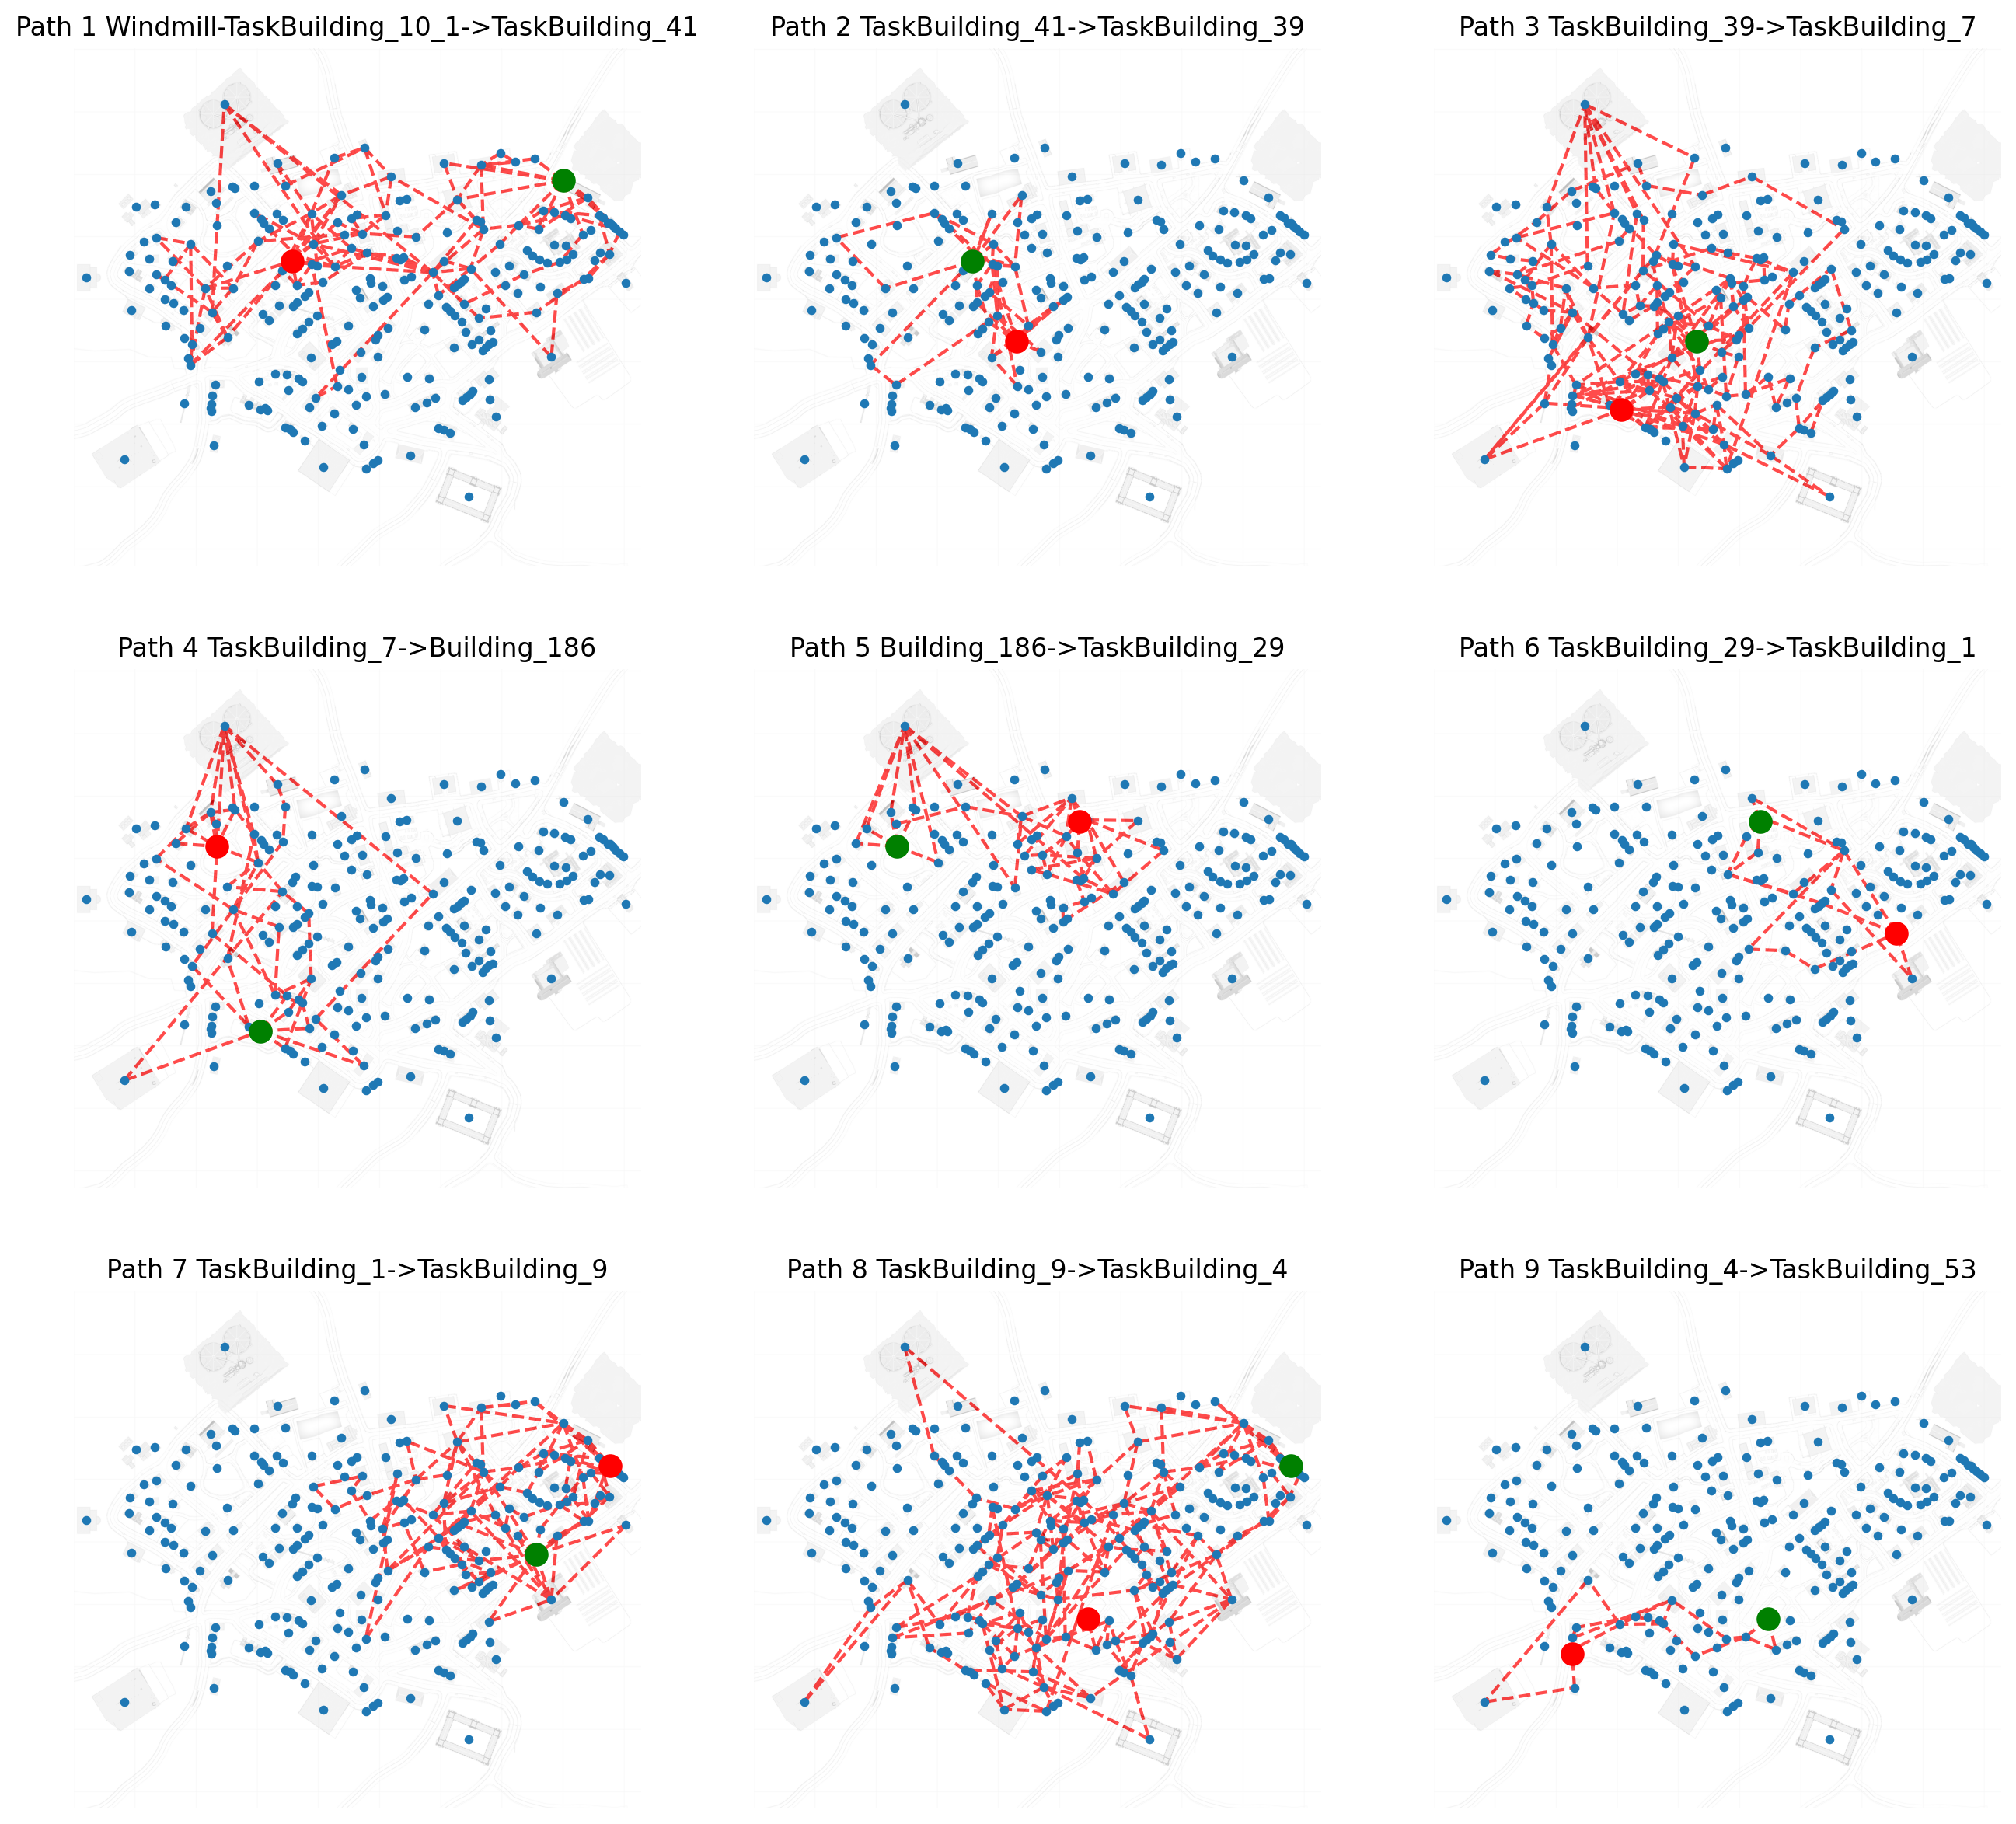 Path 1 Windmill-TaskBuilding_10_1->TaskBuilding_41
Path 2 TaskBuilding_41->TaskBuilding_39
Path 3 TaskBuilding_39->TaskBuilding_7
Path 4 TaskBuilding_7->Building_186
Path 5 Building_186->TaskBuilding_29
Path 6 TaskBuilding_29->TaskBuilding_1
Path 7 TaskBuilding_1->TaskBuilding_9
Path 8 TaskBuilding_9->TaskBuilding_4
Path 9 TaskBuilding_4->TaskBuilding_53